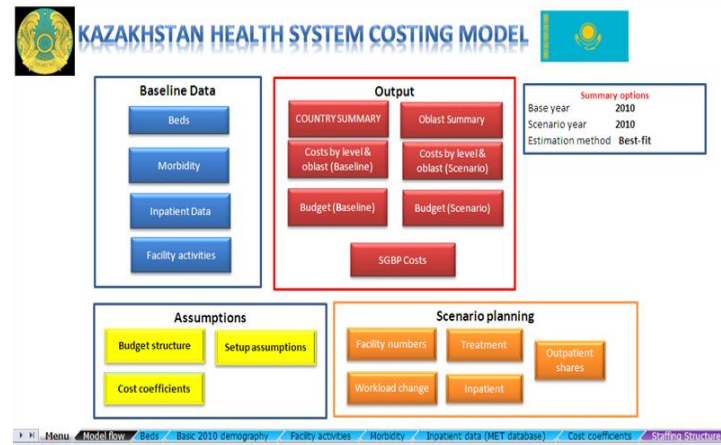 KAZAKHSTAN HEALTH SYSTEM COSTING MODEL
Baseline Data
Beds
Morbidity
Inpatient Data
Facility activities
Output
COUNTRY SUMMARY
Oblast Summary
Costs by level &
oblast (Baseline)
Costs by level &
oblast (Scenario)
Budget (Baseline)
Budget (Scenario)
SGBP Costs
Summary options
Base year 2010
Scenario year 2010
Estimation method Best-fit
Assumptions
Budget structure
Setup assumptions
Cost coefficients
Scenario planning
Facility numbers
Treatment
Outpatient
shares
Workload change
Inpatient
Menu Model flow Beds Basic 2010 demography Facility activities Morbidity Inpatient data (MET database) Cost coefficients Staffing Structure